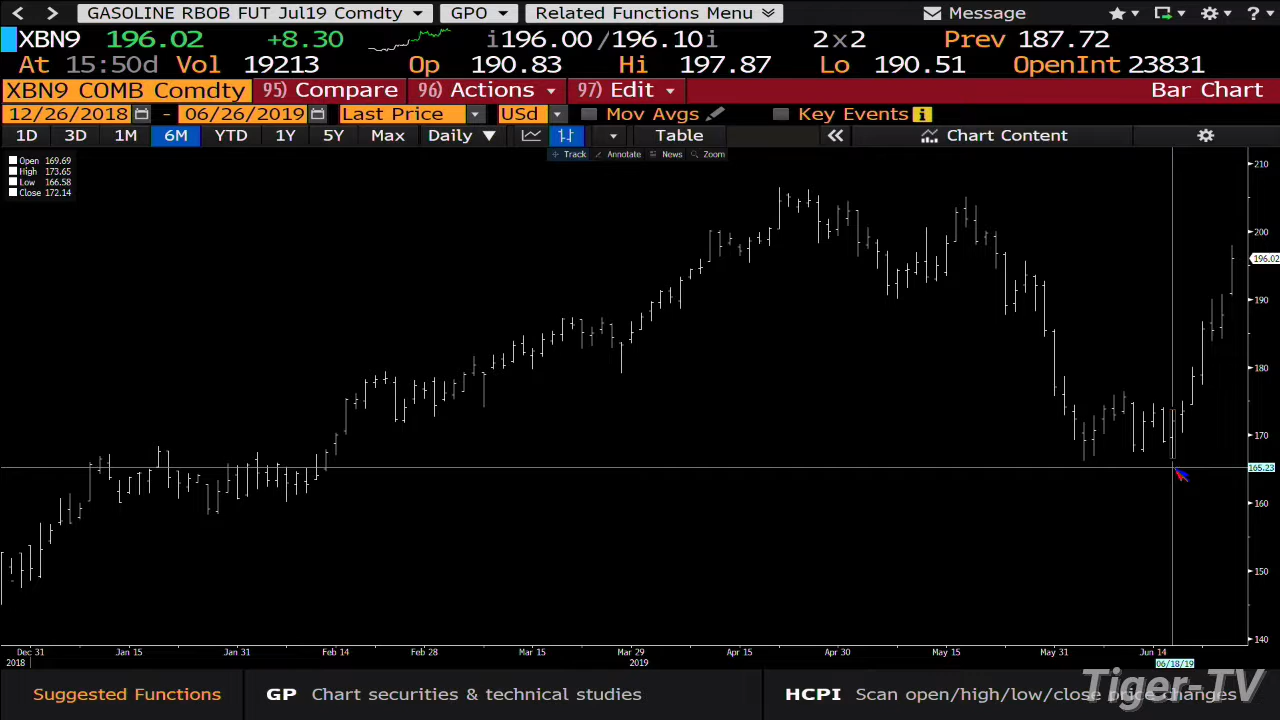 GASOLINE RBOB FUT Jul19 Comdty GPO Related Functions Menu Message
XBN9 196.02 +8.30 i196.00/196.10i 2x2 Prev 187.72
At 15:50d Vol 19213 Op 190.83 Hi 197.87 Lo 190.51 OpenInt 23831
XBN9 COMB Comdty 95) Compare 96) Actions 97) Edit Bar Chart
12/26/2018 - 06/26/2019 Last Price USd Mov Avgs Key Events
1D 3D 1M 6M YTD 1Y 5Y Max Daily Table Chart Content
Track Annotate News Zoom
Open 169.69
High 173.65
Low 166.58
Close 172.14
210
200
196.02
190
180
170
165.23
160
150
140
Dec 31 Jan 15 Jan 31 Feb 14 Feb 28 Mar 15 Mar 29 Apr 15 Apr 30 May 15 May 31 Jun 14
2018 2019 06/18/19
Suggested Functions GP Chart securities & technical studies HCPI Scan open/high/low/close price changes
Tiger-TV